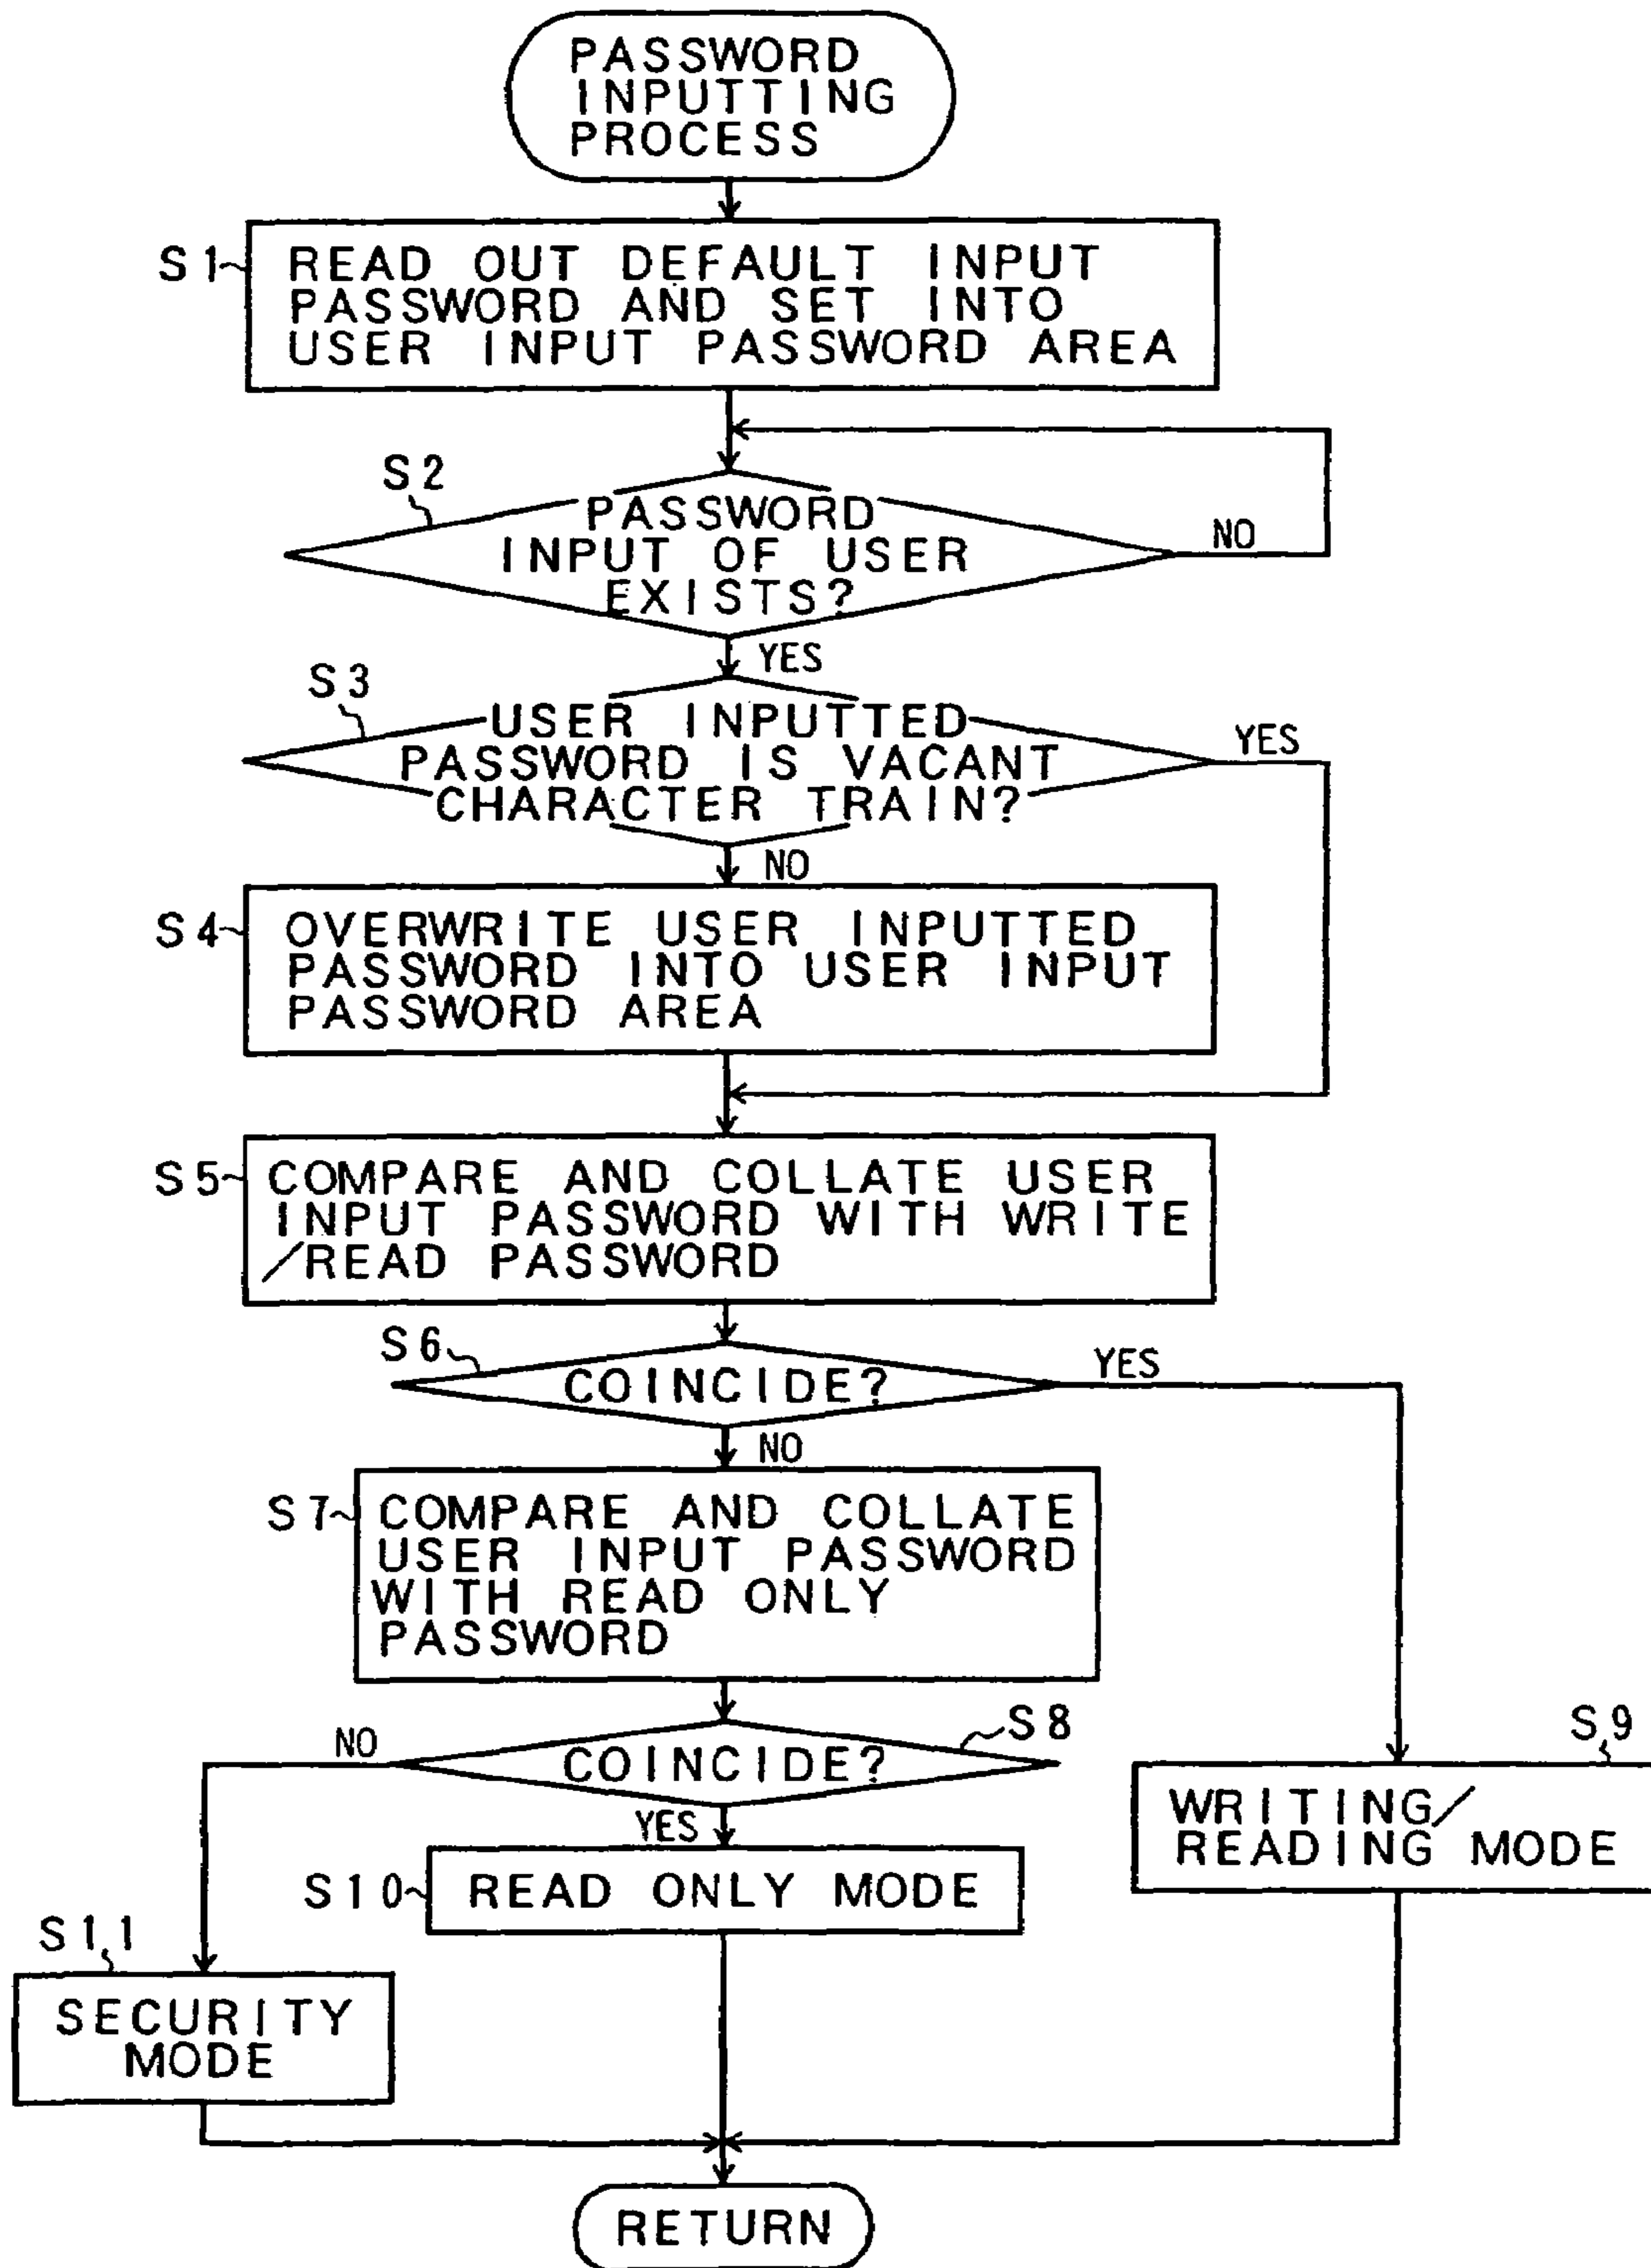 PASSWORD
INPUTTING
PROCESS
S1
READ OUT DEFAULT INPUT
PASSWORD AND SET INTO
USER INPUT PASSWORD AREA
S2
PASSWORD
INPUT OF USER
EXISTS?
NO
YES
S3
USER INPUTTED
PASSWORD IS VACANT
CHARACTER TRAIN?
YES
NO
S4
OVERWRITE USER INPUTTED
PASSWORD INTO USER INPUT
PASSWORD AREA
S5
COMPARE AND COLLATE USER
INPUT PASSWORD WITH WRITE
/READ PASSWORD
S6
COINCIDE?
YES
NO
S7
COMPARE AND COLLATE
USER INPUT PASSWORD
WITH READ ONLY
PASSWORD
S8
COINCIDE?
NO
YES
S9
WRITING/
READING MODE
S10
READ ONLY MODE
S11
SECURITY
MODE
RETURN